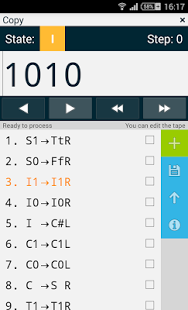 56% 16:17
Copy ×
State: I Step: 0
1010
Ready to process You can edit the tape
1. S1→TtR
2. S0→FfR
3. I1→I1R
4. I0→I0R
5. I →C#L
6. C1→C1L
7. C0→C0L
8. C →S R
9. T1→T1R